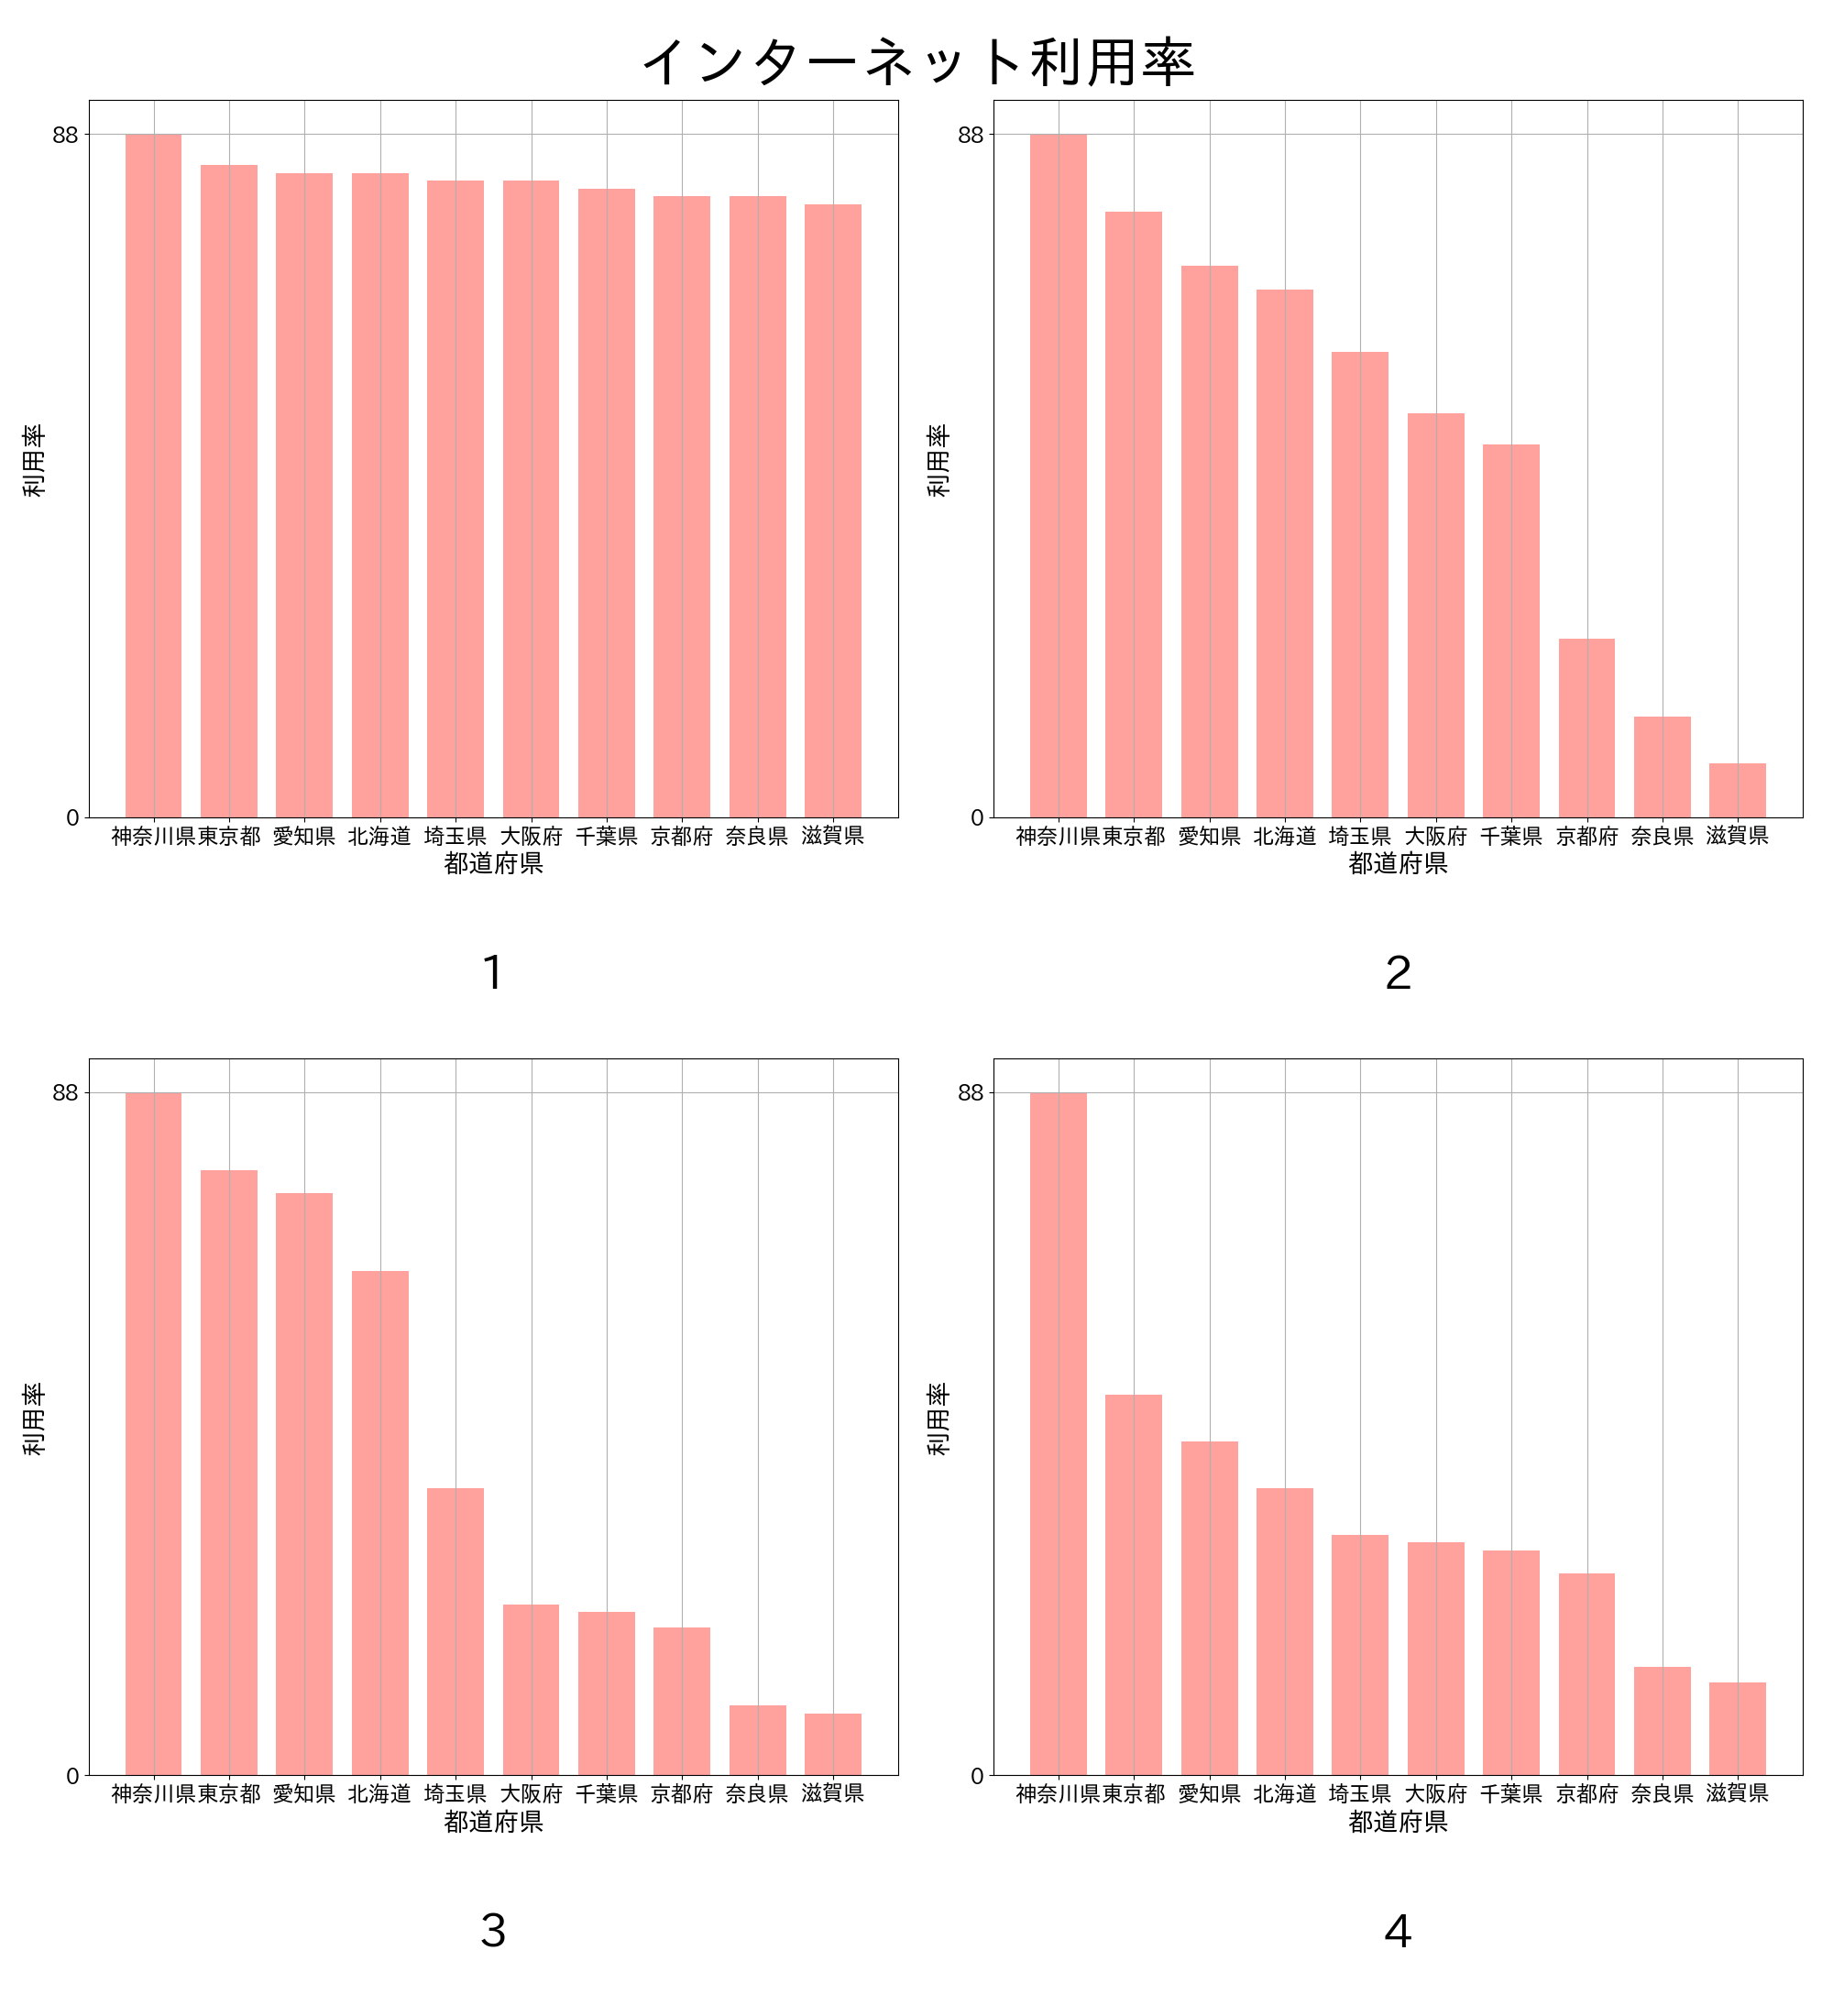 インターネット利用率
88
0
利用率
神奈川県 東京都 愛知県 北海道 埼玉県 大阪府 千葉県 京都府 奈良県 滋賀県
都道府県
1
88
0
利用率
神奈川県 東京都 愛知県 北海道 埼玉県 大阪府 千葉県 京都府 奈良県 滋賀県
都道府県
2
88
0
利用率
神奈川県 東京都 愛知県 北海道 埼玉県 大阪府 千葉県 京都府 奈良県 滋賀県
都道府県
3
88
0
利用率
神奈川県 東京都 愛知県 北海道 埼玉県 大阪府 千葉県 京都府 奈良県 滋賀県
都道府県
4